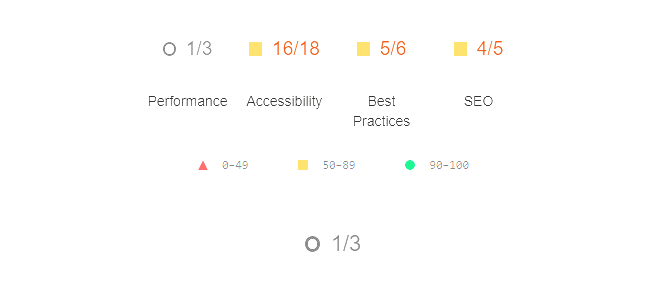 1/3 16/18 5/6 4/5
Performance Accessibility Best Practices SEO
0–49 50–89 90–100
1/3